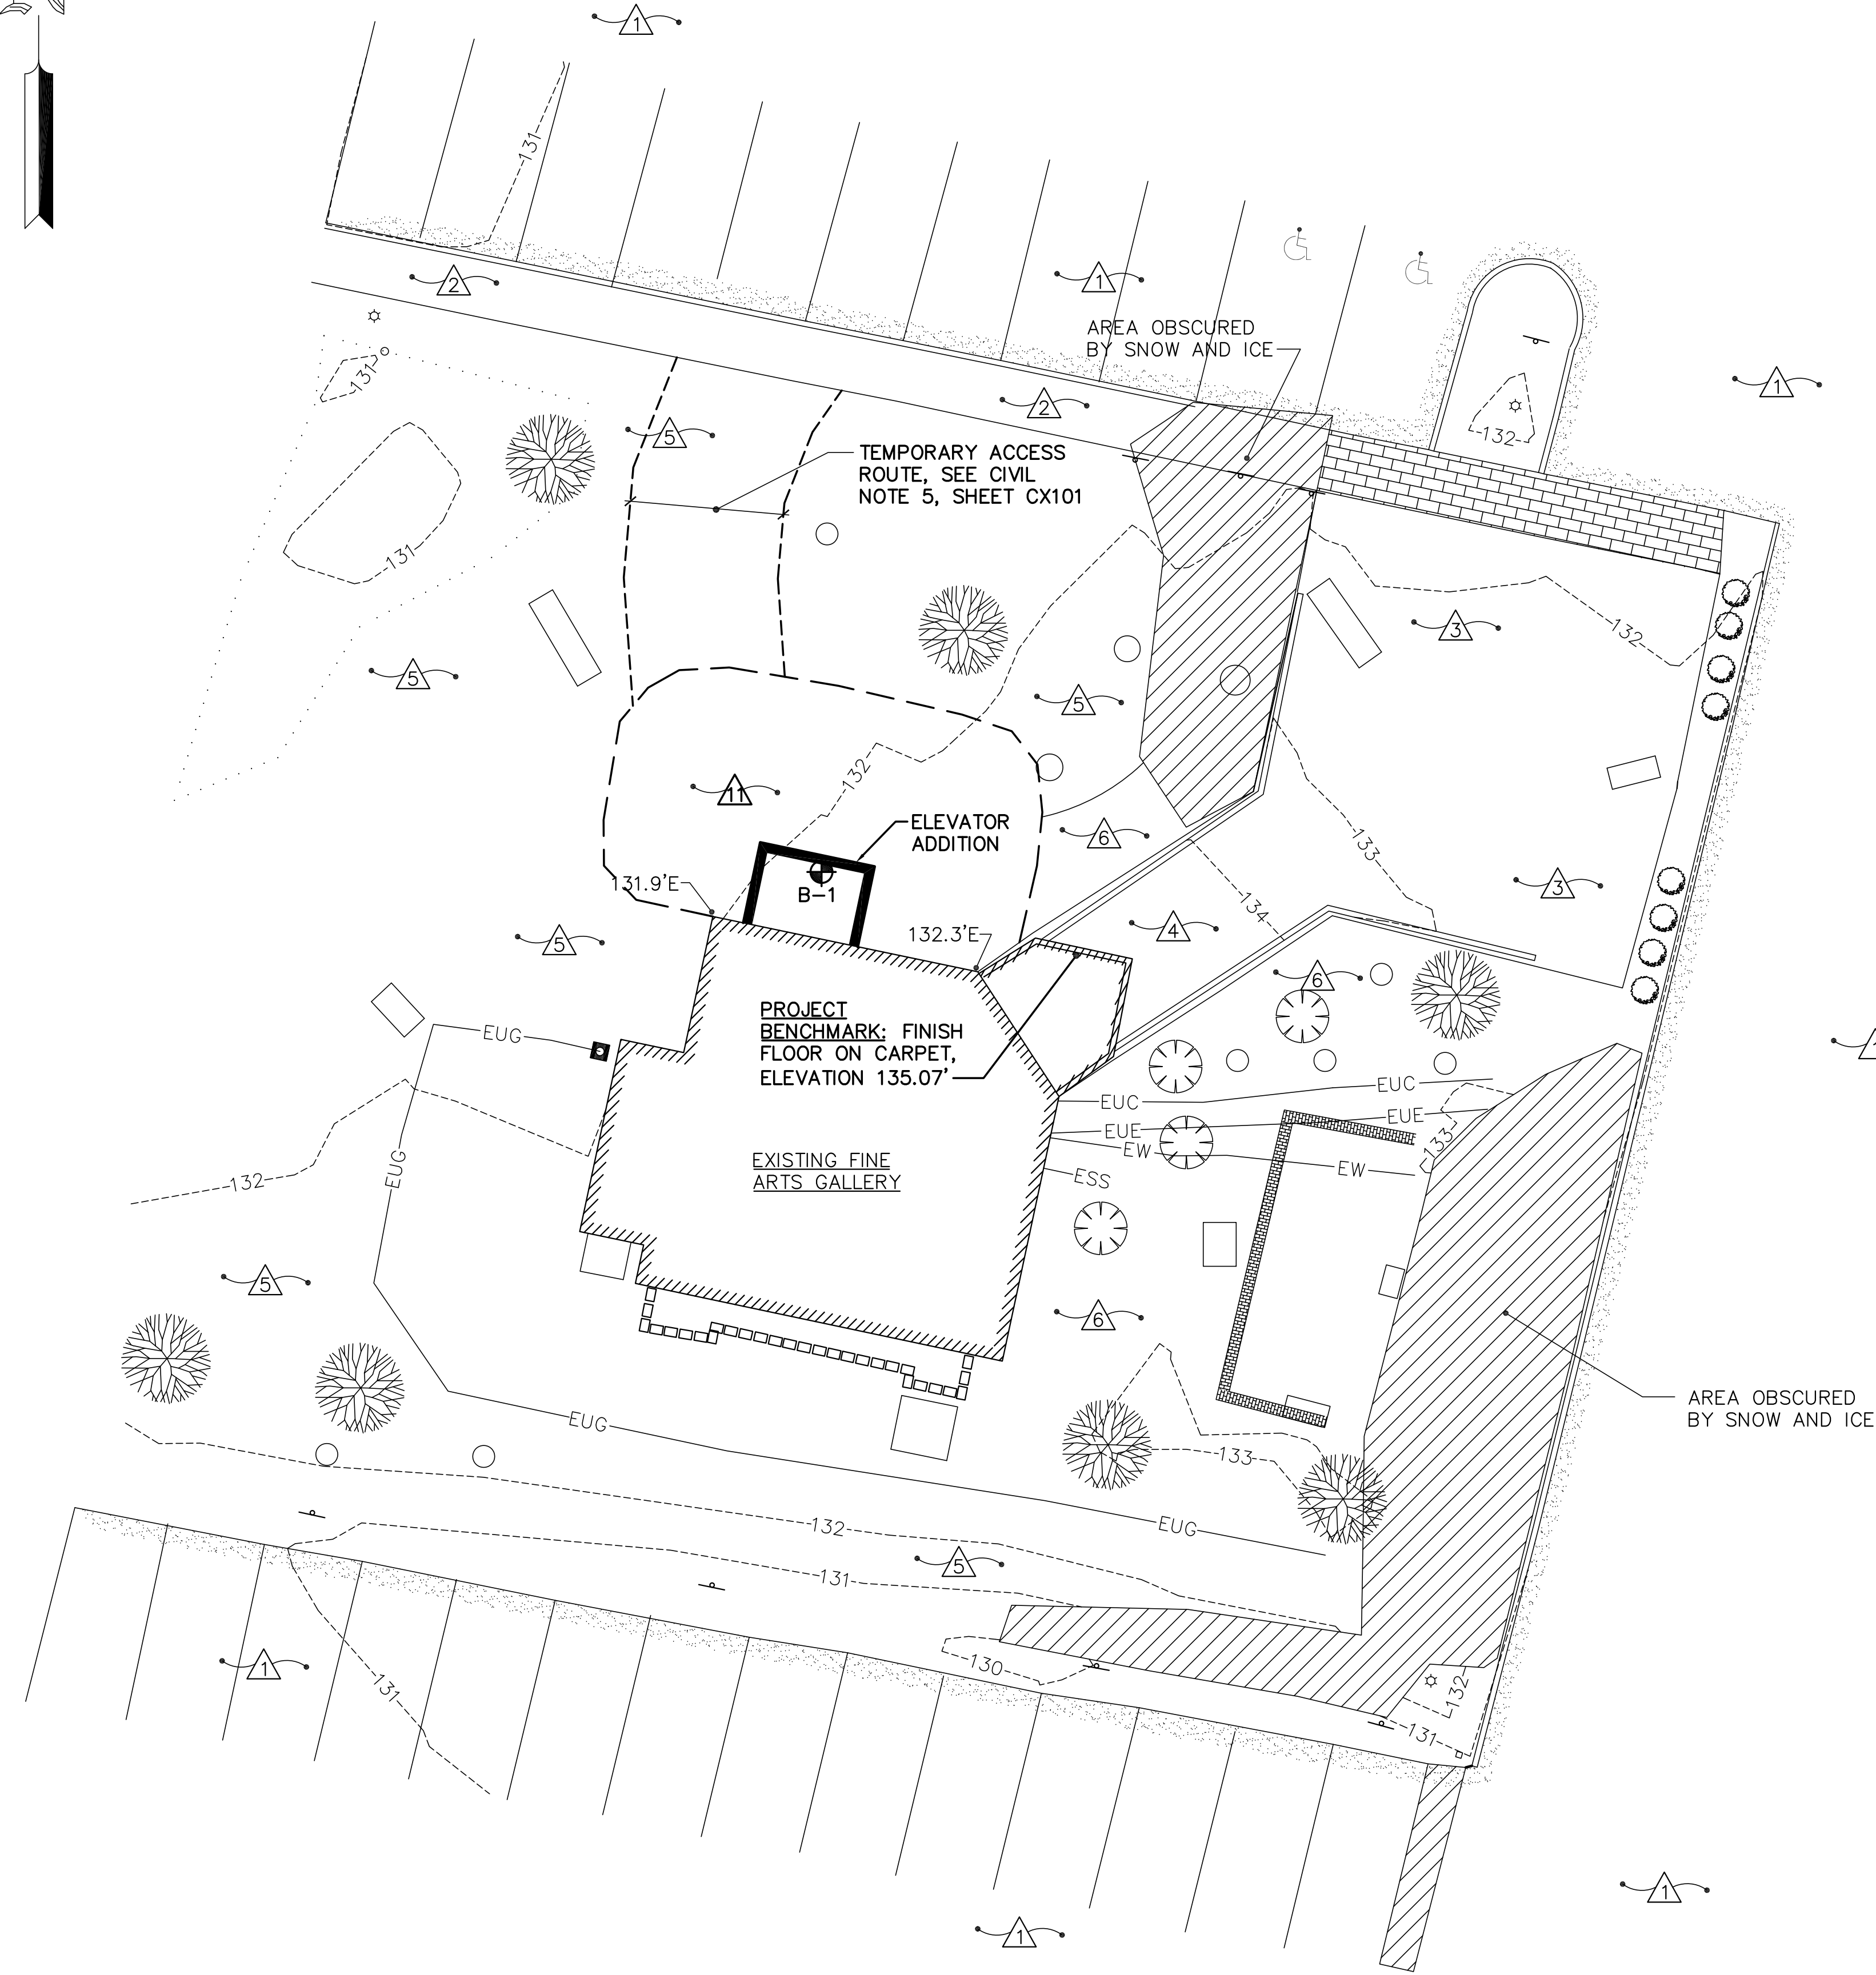 1
131
2
1
AREA OBSCURED
BY SNOW AND ICE
1
131
2
132
5
TEMPORARY ACCESS
ROUTE, SEE CIVIL
NOTE 5, SHEET CX101
131
3
132
5
5
132
11
ELEVATOR
ADDITION
6
133
131.9'E
B-1
3
134
132.3'E
4
5
6
PROJECT
BENCHMARK: FINISH
FLOOR ON CARPET,
ELEVATION 135.07'
EUG
1
EUC
EUC
EUE
EUE
133
EW
EW
EUG
EXISTING FINE
ARTS GALLERY
ESS
132
5
6
AREA OBSCURED
BY SNOW AND ICE
EUG
133
132
EUG
5
131
1
130
131
132
131
1
1